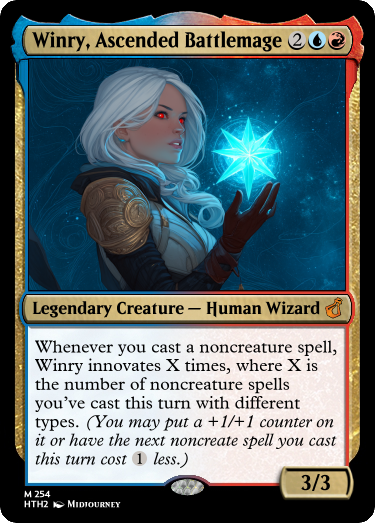 Winry, Ascended Battlemage 2
Legendary Creature — Human Wizard
Whenever you cast a noncreature spell,
Winry innovates X times, where X is
the number of noncreature spells
you've cast this turn with different
types. (You may put a +1/+1 counter on
it or have the next noncreate spell you cast
this turn cost 1 less.)
3/3
M 254
HTH2 Midjourney